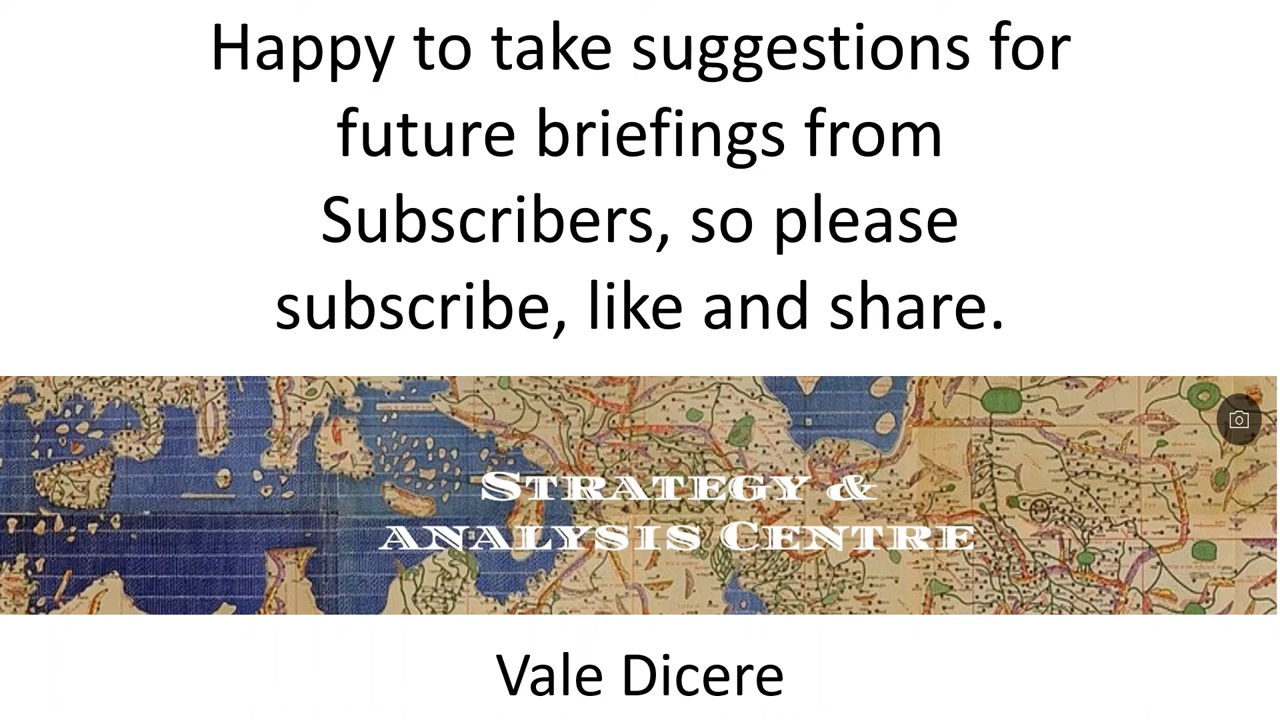 Happy to take suggestions for
future briefings from
Subscribers, so please
subscribe, like and share.
STRATEGY &
ANALYSIS CENTRE
Vale Dicere